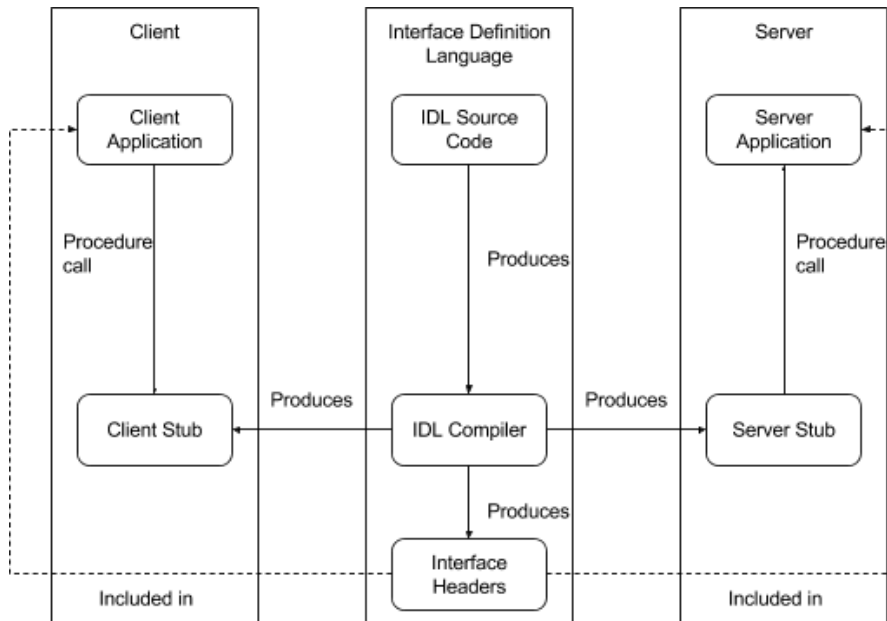 Client
Interface Definition
Language
Server
Client
Application
IDL Source
Code
Server
Application
Procedure
call
Produces
Procedure
call
Produces
Produces
Client Stub
IDL Compiler
Server Stub
Produces
Interface
Headers
Included in
Included in